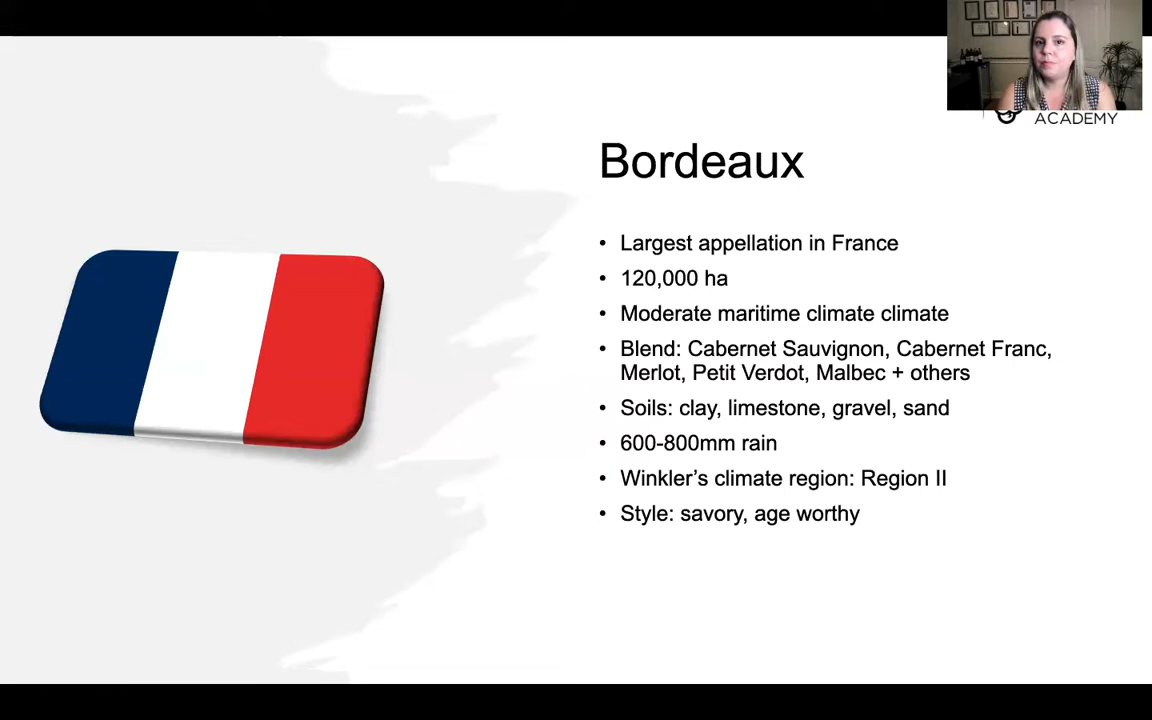 ACADEMY
Bordeaux
• Largest appellation in France
• 120,000 ha
• Moderate maritime climate climate
• Blend: Cabernet Sauvignon, Cabernet Franc,
Merlot, Petit Verdot, Malbec + others
• Soils: clay, limestone, gravel, sand
• 600-800mm rain
• Winkler’s climate region: Region II
• Style: savory, age worthy